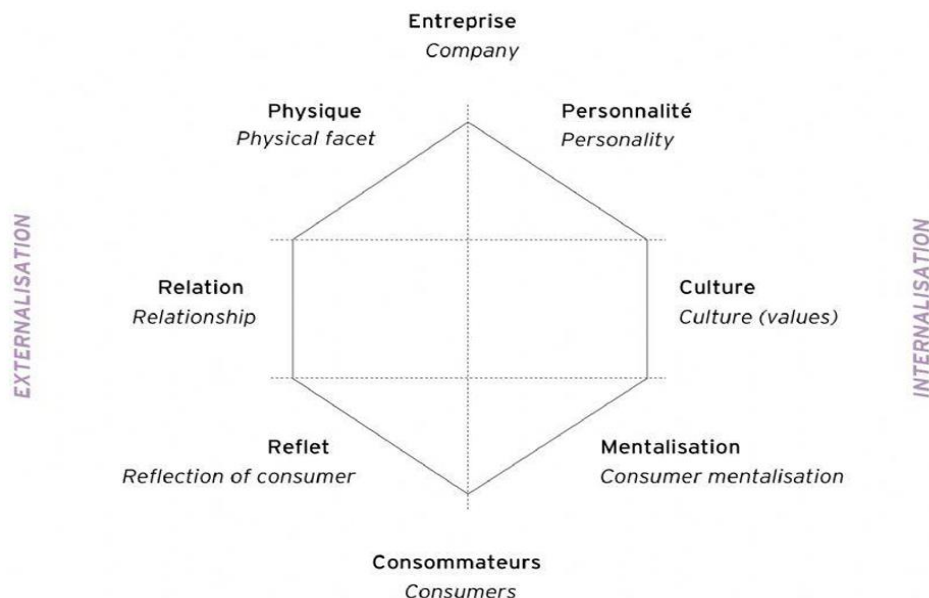 Entreprise
Company
Physique
Physical facet
Personnalité
Personality
EXTERNALISATION
Relation
Relationship
Culture
Culture (values)
INTERNALISATION
Reflet
Reflection of consumer
Mentalisation
Consumer mentalisation
Consommateurs
Consumers